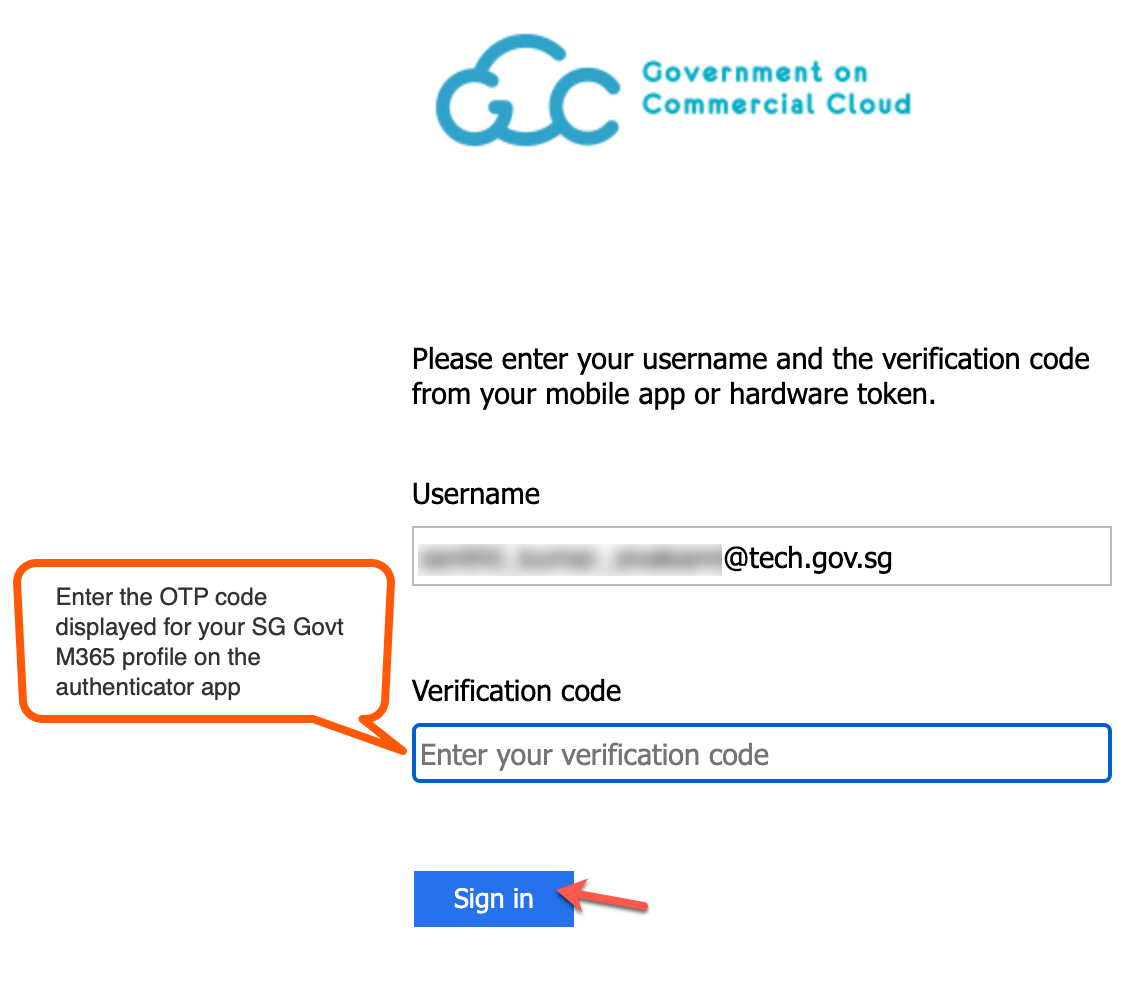 GCC
Government on
Commercial Cloud
Please enter your username and the verification code
from your mobile app or hardware token.
Username
@tech.gov.sg
Enter the OTP code
displayed for your SG Govt
M365 profile on the
authenticator app
Verification code
Enter your verification code
Sign in